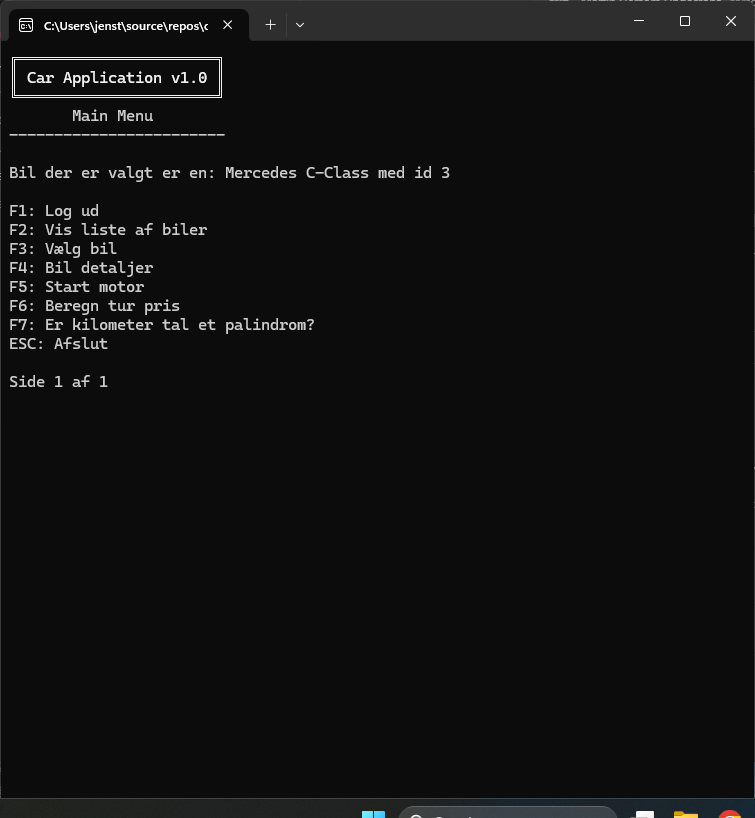 C:\Users\jenst\source\repos\c
Car Application v1.0
Main Menu
------------------------
Bil der er valgt er en: Mercedes C-Class med id 3
F1: Log ud
F2: Vis liste af biler
F3: Vælg bil
F4: Bil detaljer
F5: Start motor
F6: Beregn tur pris
F7: Er kilometer tal et palindrom?
ESC: Afslut
Side 1 af 1